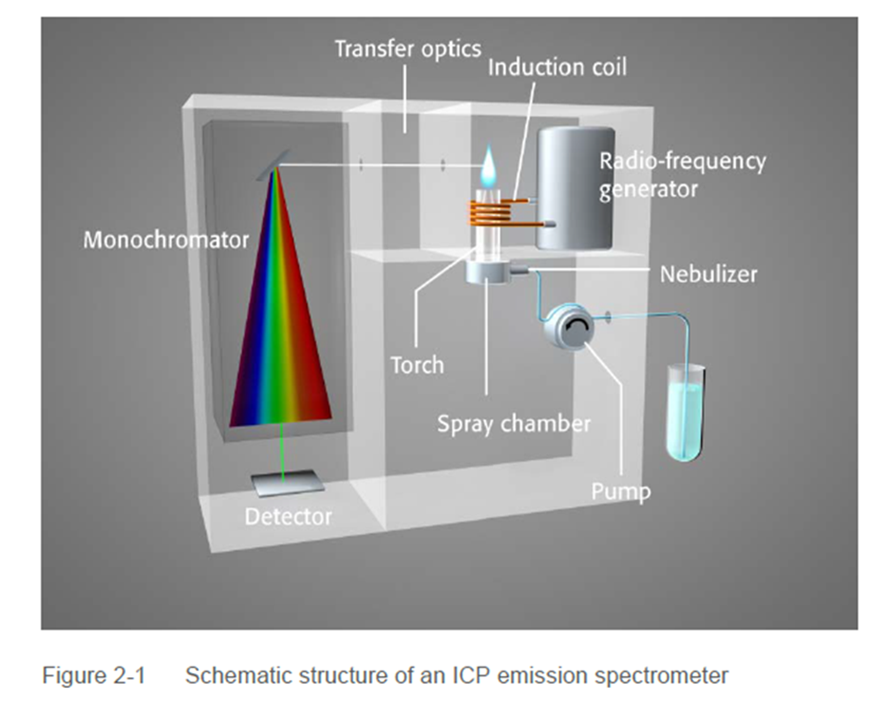 Transfer optics
Induction coil
Radio-frequency
generator
Monochromator
Nebulizer
Torch
Spray chamber
Pump
Detector
Figure 2-1 Schematic structure of an ICP emission spectrometer